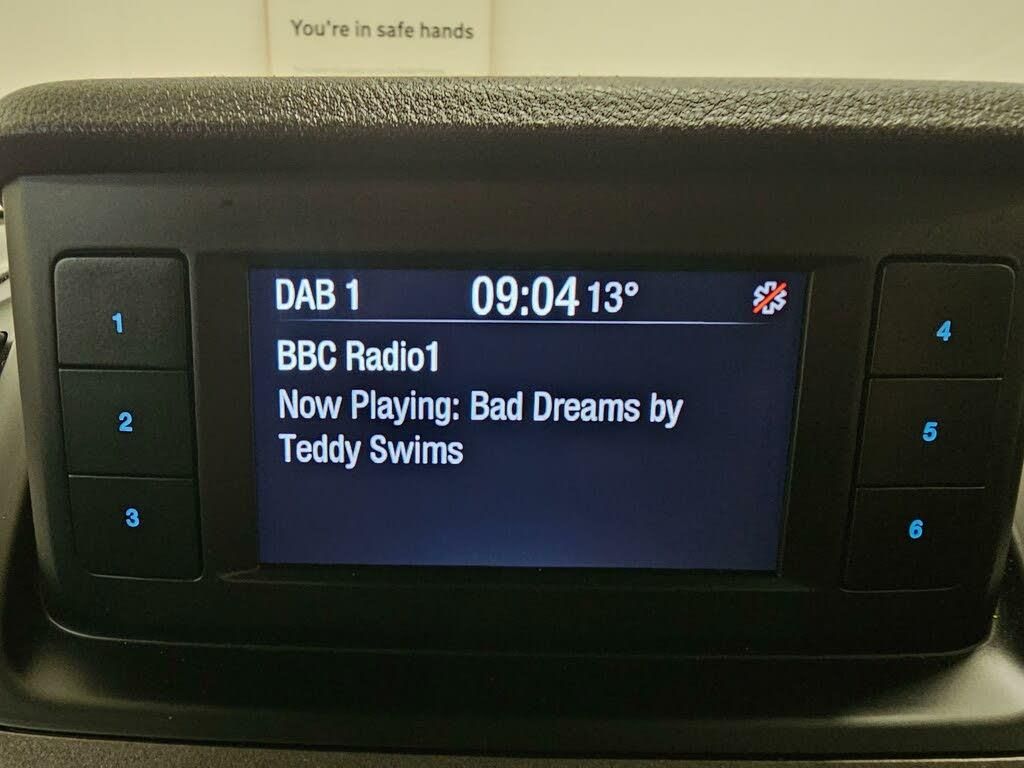 You're in safe hands
DAB 1 09:04 13°
BBC Radio1
Now Playing: Bad Dreams by
Teddy Swims
1
2
3
4
5
6